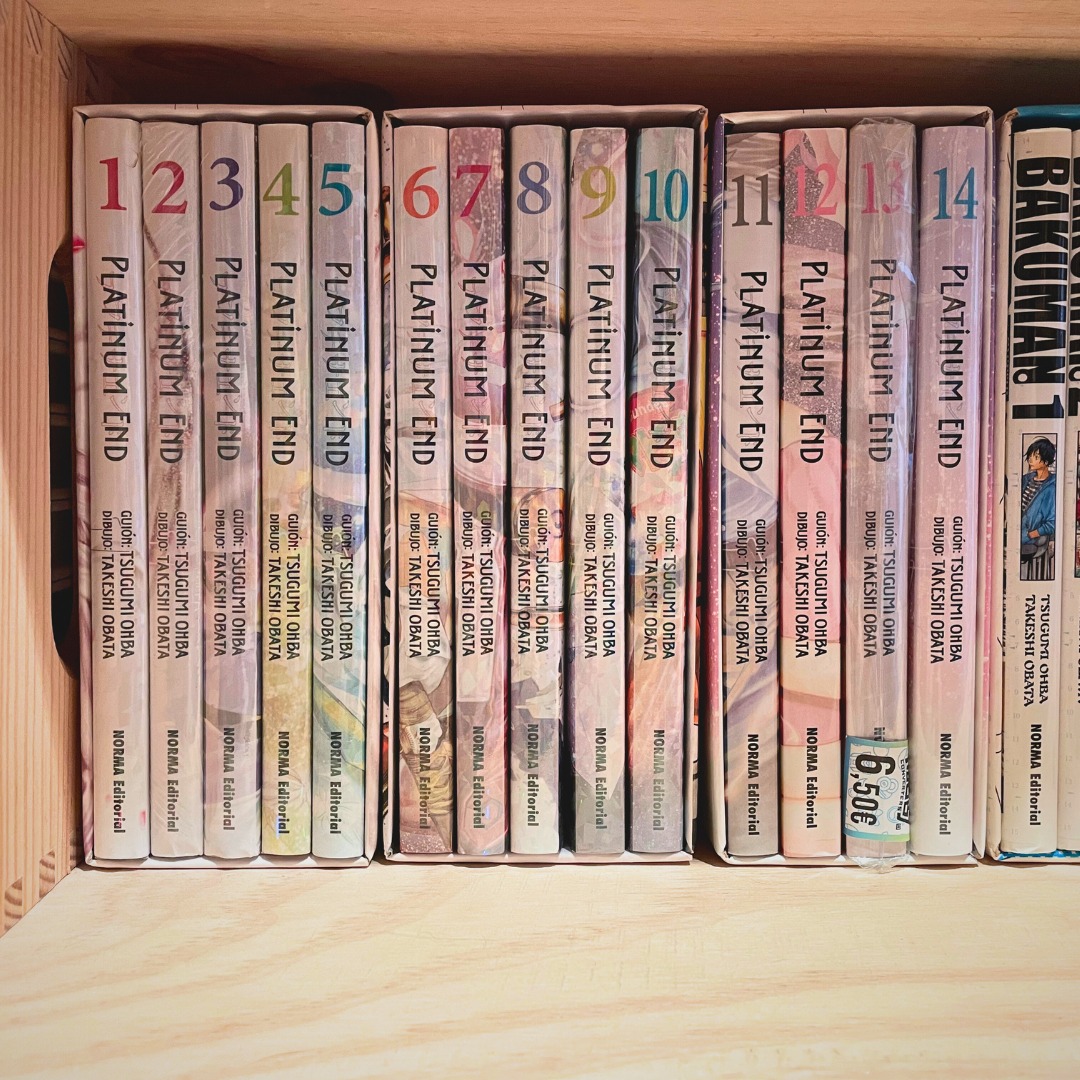 1
PLATINUM END
GUIÓN: TSUGUMI OHBA
DIBUJO: TAKESHI OBATA
NORMA Editorial
2
PLATINUM END
GUIÓN: TSUGUMI OHBA
DIBUJO: TAKESHI OBATA
NORMA Editorial
3
PLATINUM END
GUIÓN: TSUGUMI OHBA
DIBUJO: TAKESHI OBATA
NORMA Editorial
4
PLATINUM END
GUIÓN: TSUGUMI OHBA
DIBUJO: TAKESHI OBATA
NORMA Editorial
5
PLATINUM END
GUIÓN: TSUGUMI OHBA
DIBUJO: TAKESHI OBATA
NORMA Editorial
6
PLATINUM END
GUIÓN: TSUGUMI OHBA
DIBUJO: TAKESHI OBATA
NORMA Editorial
7
PLATINUM END
GUIÓN: TSUGUMI OHBA
DIBUJO: TAKESHI OBATA
NORMA Editorial
8
PLATINUM END
GUIÓN: TSUGUMI OHBA
DIBUJO: TAKESHI OBATA
NORMA Editorial
9
PLATINUM END
GUIÓN: TSUGUMI OHBA
DIBUJO: TAKESHI OBATA
NORMA Editorial
10
PLATINUM END
GUIÓN: TSUGUMI OHBA
DIBUJO: TAKESHI OBATA
NORMA Editorial
11
PLATINUM END
GUIÓN: TSUGUMI OHBA
DIBUJO: TAKESHI OBATA
NORMA Editorial
12
PLATINUM END
GUIÓN: TSUGUMI OHBA
DIBUJO: TAKESHI OBATA
NORMA Editorial
13
PLATINUM END
GUIÓN: TSUGUMI OHBA
DIBUJO: TAKESHI OBATA
6,50€
14
PLATINUM END
GUIÓN: TSUGUMI OHBA
DIBUJO: TAKESHI OBATA
NORMA Editorial
BAKUMAN 1
TSUGUMI OHBA
TAKESHI OBATA
NORMA Editorial